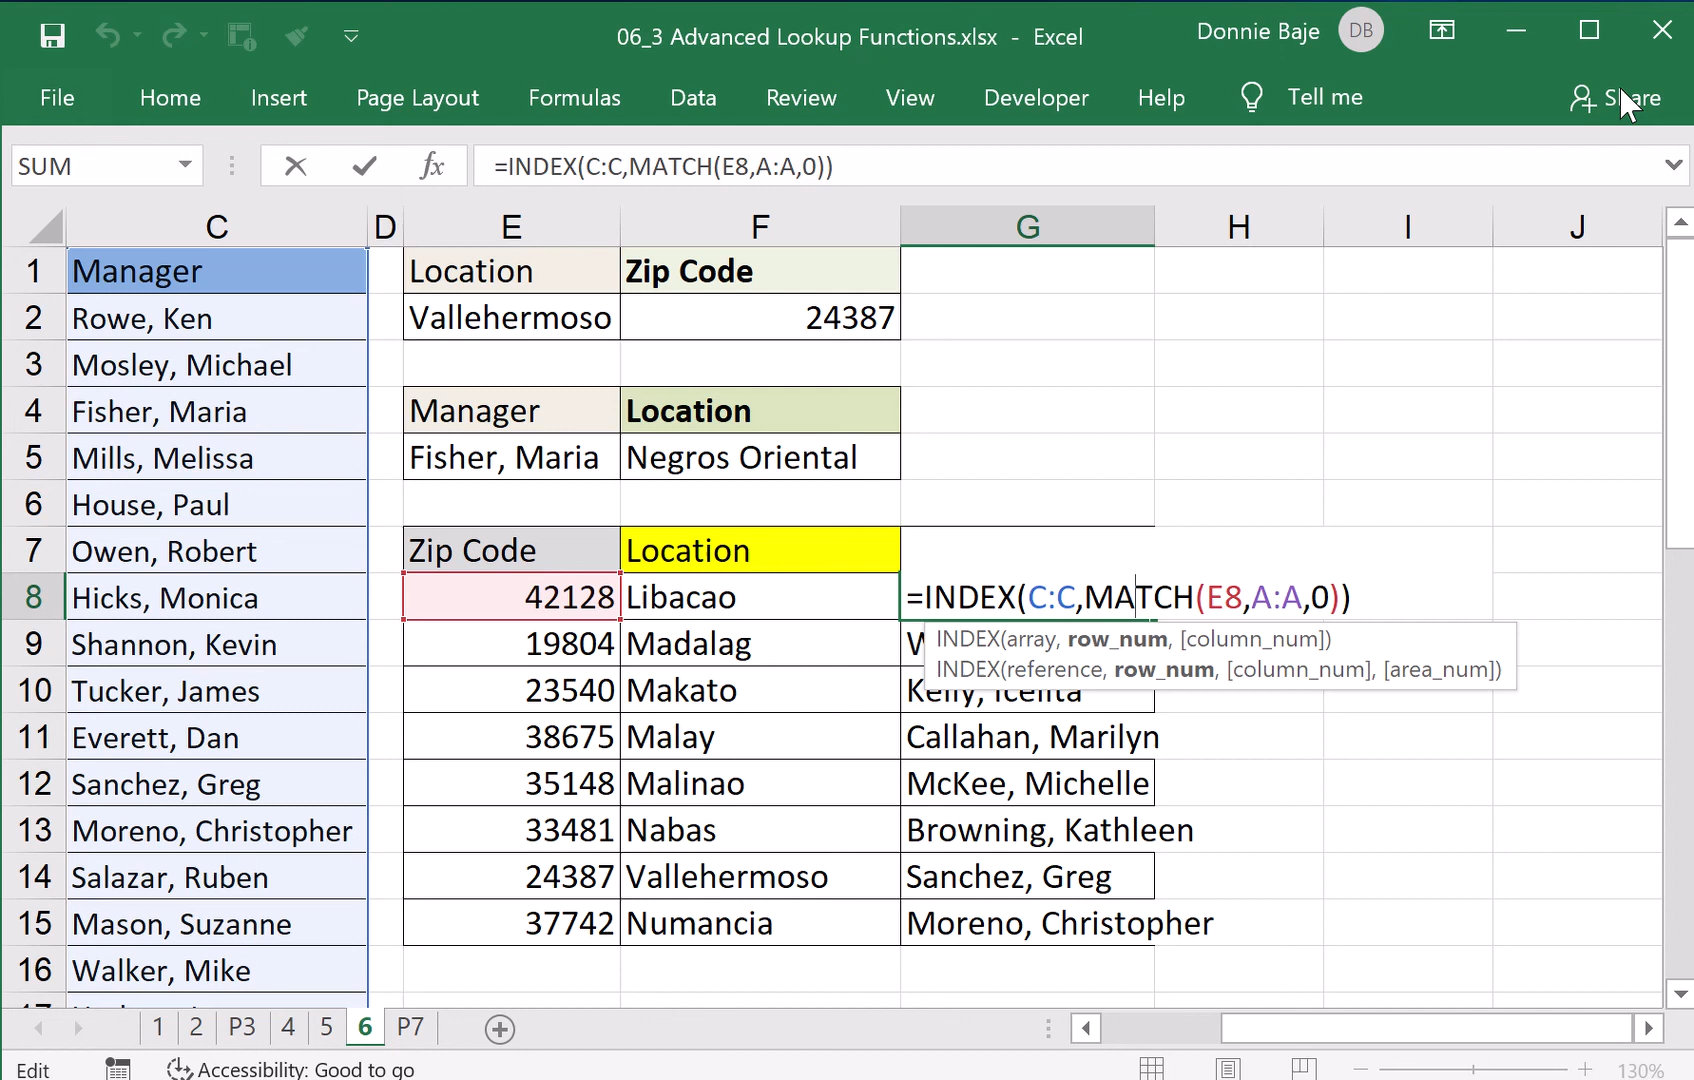 06_3 Advanced Lookup Functions.xlsx - Excel
Donnie Baje DB
File Home Insert Page Layout Formulas Data Review View Developer Help Tell me Share
SUM fx =INDEX(C:C,MATCH(E8,A:A,0))
C D E F G H I J
1 Manager Location Zip Code
2 Rowe, Ken Vallehermoso 24387
3 Mosley, Michael
4 Fisher, Maria Manager Location
5 Mills, Melissa Fisher, Maria Negros Oriental
6 House, Paul
7 Owen, Robert Zip Code Location
8 Hicks, Monica 42128 Libacao =INDEX(C:C,MATCH(E8,A:A,0))
INDEX(array, row_num, [column_num])
INDEX(reference, row_num, [column_num], [area_num])
9 Shannon, Kevin 19804 Madalag
10 Tucker, James 23540 Makato
11 Everett, Dan 38675 Malay Callahan, Marilyn
12 Sanchez, Greg 35148 Malinao McKee, Michelle
13 Moreno, Christopher 33481 Nabas Browning, Kathleen
14 Salazar, Ruben 24387 Vallehermoso Sanchez, Greg
15 Mason, Suzanne 37742 Numancia Moreno, Christopher
16 Walker, Mike
1 2 P3 4 5 6 P7
Edit Accessibility: Good to go 130%